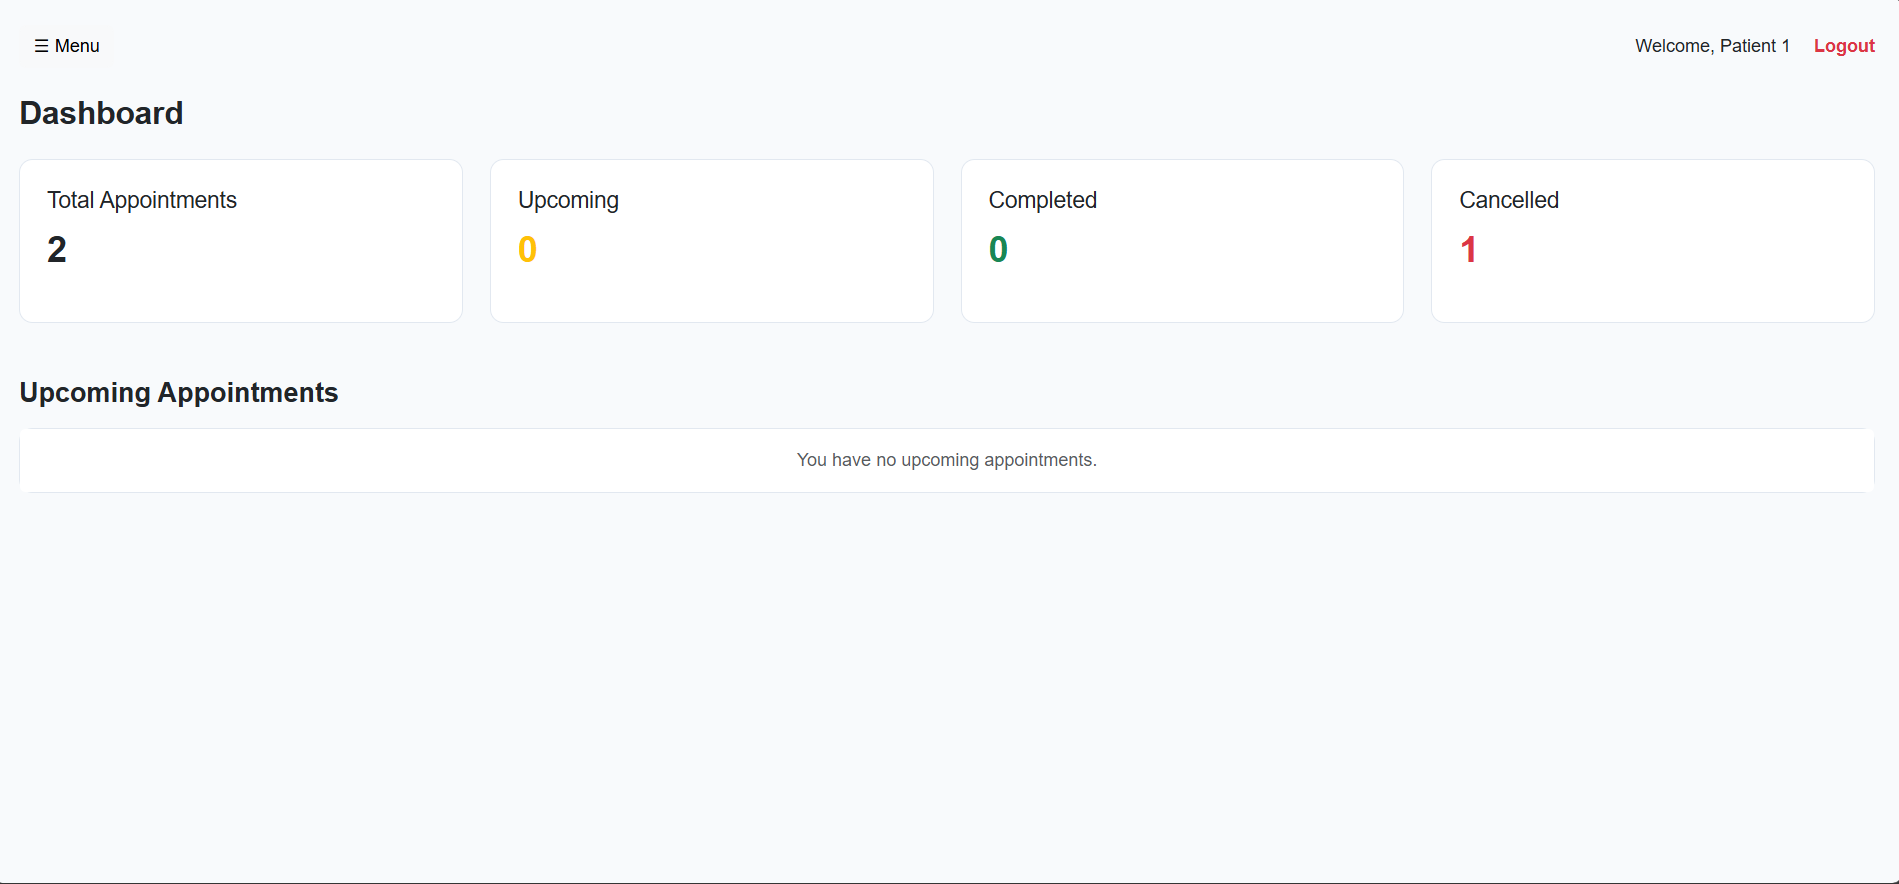 ☰ Menu
Welcome, Patient 1
Logout
Dashboard
Total Appointments
2
Upcoming
0
Completed
0
Cancelled
1
Upcoming Appointments
You have no upcoming appointments.